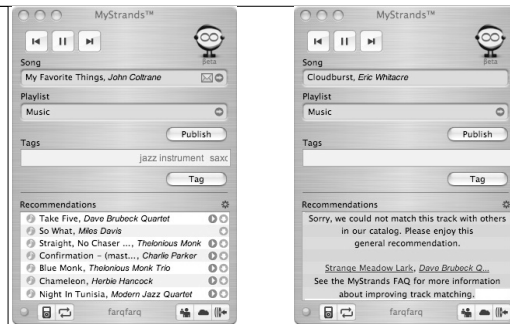 MyStrands™
beta
Song
My Favorite Things, John Coltrane
Playlist
Music
Publish
Tags
jazz instrument saxo
Tag
Recommendations
Take Five, Dave Brubeck Quartet
So What, Miles Davis
Straight, No Chaser ..., Thelonious Monk
Confirmation – (mast..., Charlie Parker
Blue Monk, Thelonious Monk Trio
Chameleon, Herbie Hancock
Night In Tunisia, Modern Jazz Quartet
farqfarq
MyStrands™
beta
Song
Cloudburst, Eric Whitacre
Playlist
Music
Publish
Tags
Tag
Recommendations
Sorry, we could not match this track with others
in our catalog. Please enjoy this
general recommendation.
Strange Meadow Lark, Dave Brubeck Q...
See the MyStrands FAQ for more information
about improving track matching.
farqfarq